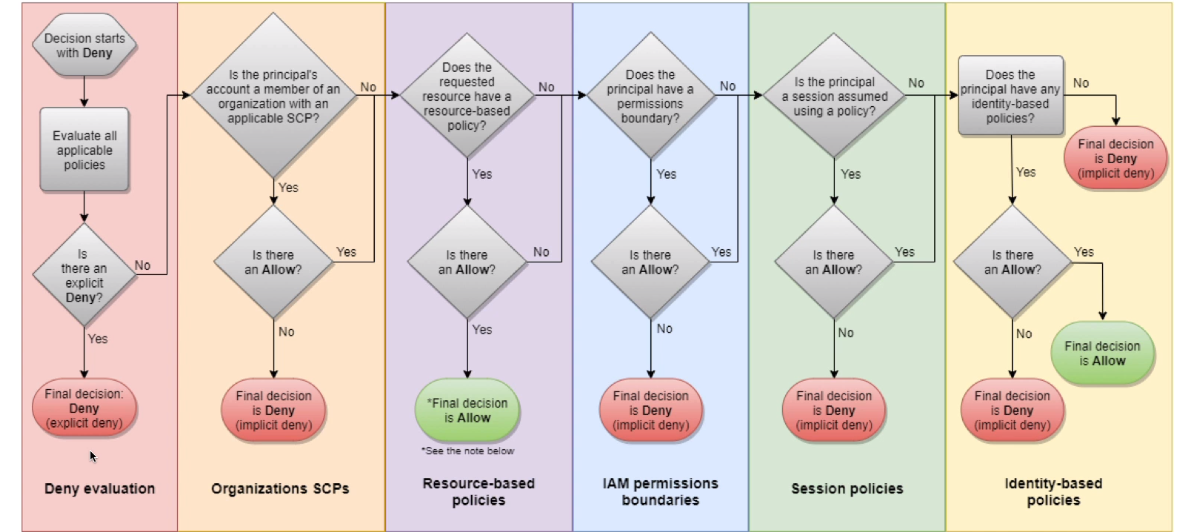 Decision starts
with Deny
Evaluate all
applicable
policies
Is
there an
explicit
Deny?
No
Yes
Final decision:
Deny
(explicit deny)
Deny evaluation
Is the principal's
account a member of an
organization with an
applicable SCP?
No
Yes
Is there
an Allow?
Yes
No
Final decision
is Deny
(implicit deny)
Organizations SCPs
Does the
requested
resource have a
resource-based
policy?
No
Yes
Is there
an Allow?
No
Yes
*Final decision
is Allow
*See the note below
Resource-based
policies
Does the
principal have a
permissions
boundary?
No
Yes
Is there
an Allow?
Yes
No
Final decision
is Deny
(implicit deny)
IAM permissions
boundaries
Is the principal
a session assumed
using a policy?
No
Yes
Is there
an Allow?
Yes
No
Final decision
is Deny
(implicit deny)
Session policies
Does the
principal have any
identity-based
policies?
No
Final decision
is Deny
(implicit deny)
Yes
Is there
an Allow?
Yes
Final decision
is Allow
No
Final decision
is Deny
(implicit deny)
Identity-based
policies